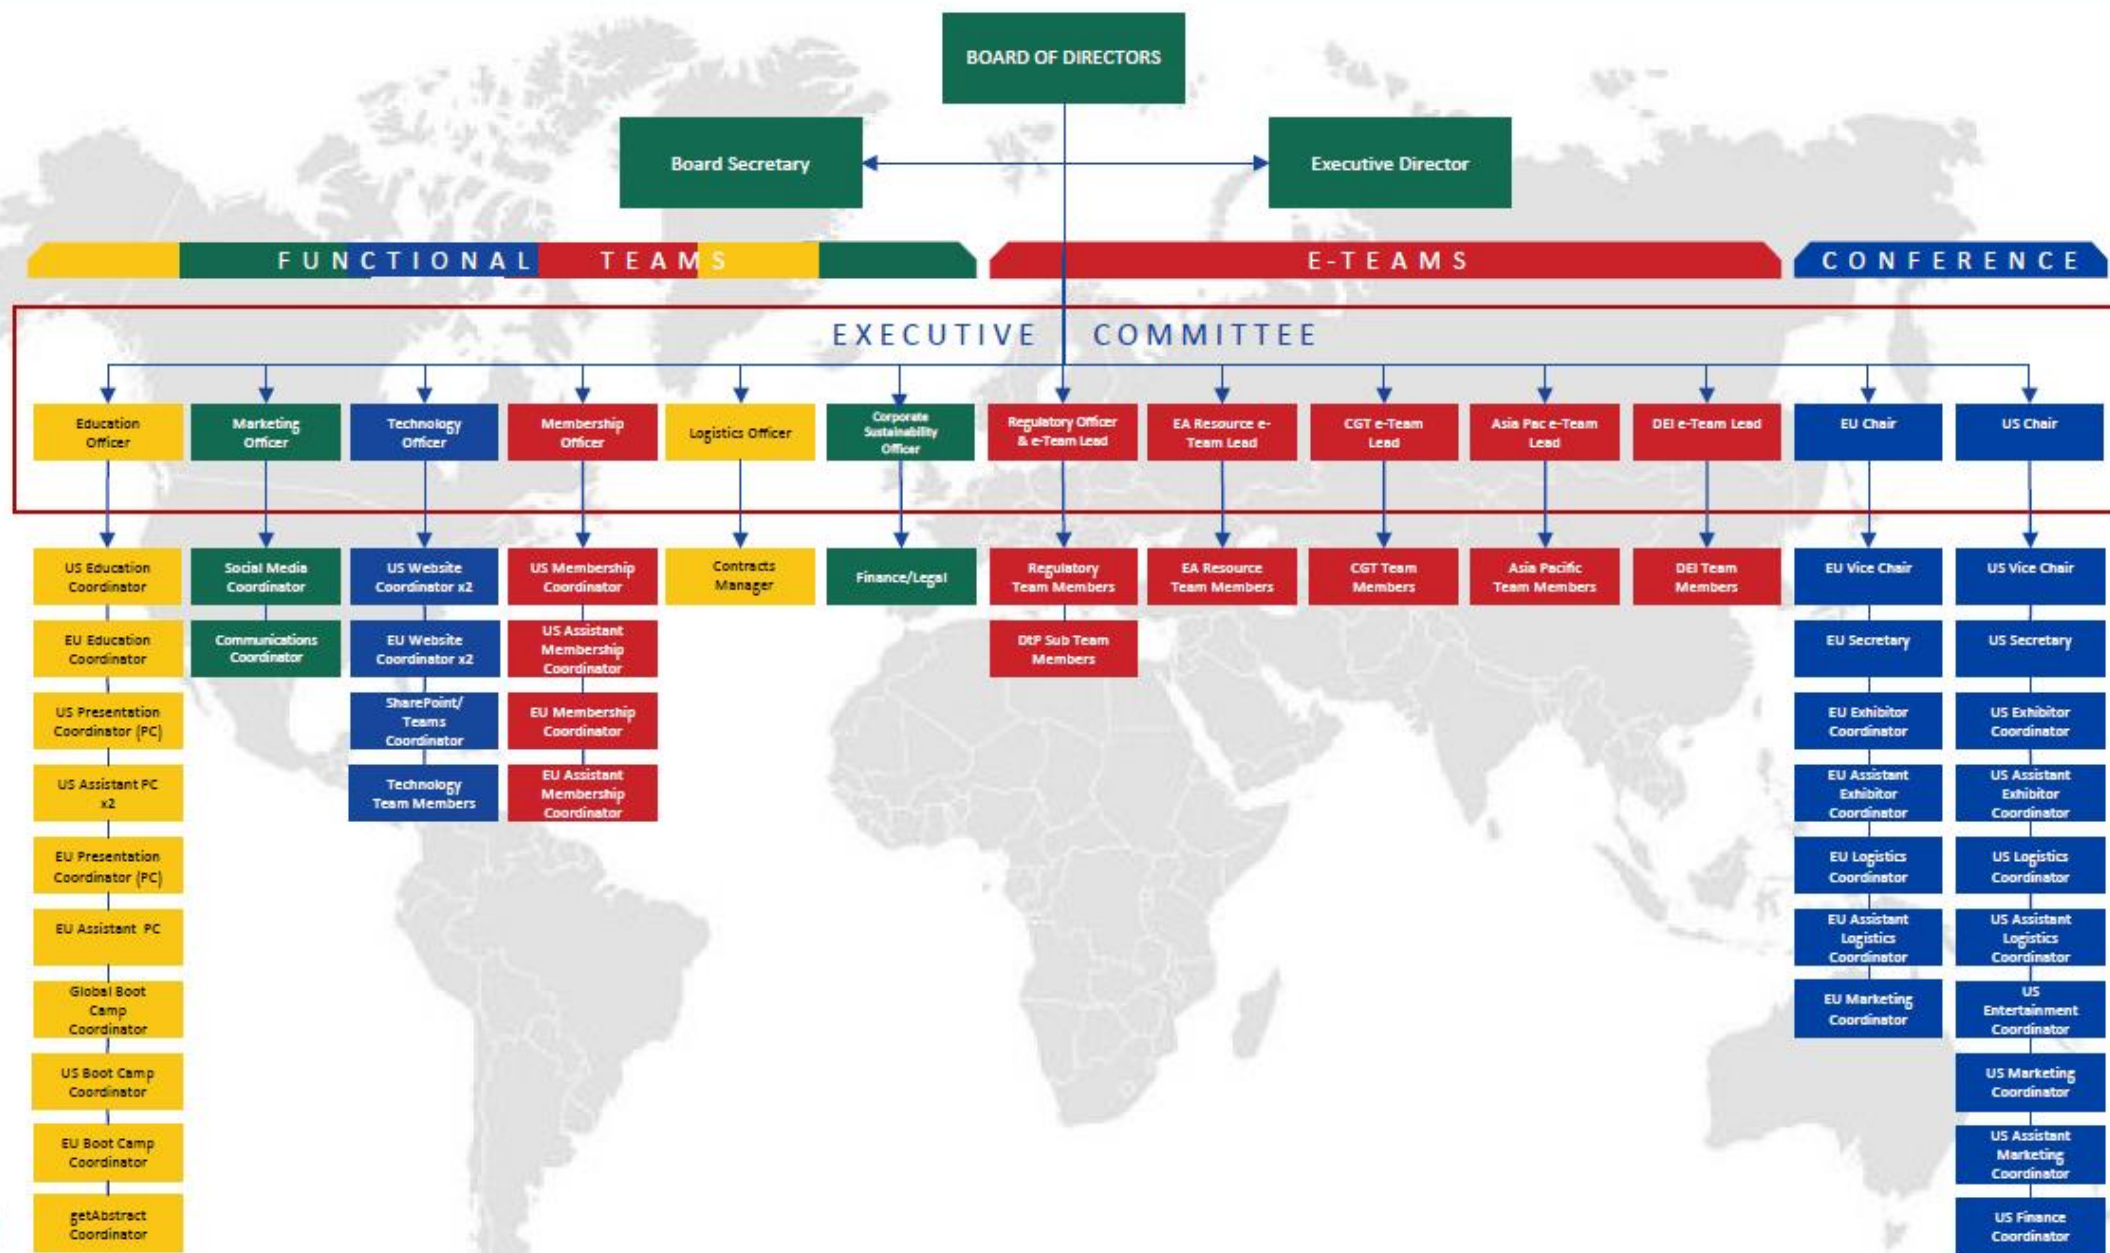 BOARD OF DIRECTORS
Board Secretary
Executive Director
FUNCTIONAL TEAMS
E-TEAMS
CONFERENCE
EXECUTIVE COMMITTEE
Education
Officer
Marketing
Officer
Technology
Officer
Membership
Officer
Logistics Officer
Corporate
Sustainability
Officer
Regulatory Officer
& e-Team Lead
EA Resource e-
Team Lead
CGT e-Team
Lead
Asia Pac e-Team
Lead
DEI e-Team Lead
EU Chair
US Chair
US Education
Coordinator
EU Education
Coordinator
US Presentation
Coordinator (PC)
US Assistant PC
x2
EU Presentation
Coordinator (PC)
EU Assistant PC
Global Boot
Camp
Coordinator
US Boot Camp
Coordinator
EU Boot Camp
Coordinator
getAbstract
Coordinator
Social Media
Coordinator
Communications
Coordinator
US Website
Coordinator x2
EU Website
Coordinator x2
SharePoint/
Teams
Coordinator
Technology
Team Members
US Membership
Coordinator
US Assistant
Membership
Coordinator
EU Membership
Coordinator
EU Assistant
Membership
Coordinator
Contracts
Manager
Finance/Legal
Regulatory
Team Members
DtP Sub Team
Members
EA Resource
Team Members
CGT Team
Members
Asia Pacific
Team Members
DEI Team
Members
EU Vice Chair
EU Secretary
EU Exhibitor
Coordinator
EU Assistant
Exhibitor
Coordinator
EU Logistics
Coordinator
EU Assistant
Logistics
Coordinator
EU Marketing
Coordinator
US Vice Chair
US Secretary
US Exhibitor
Coordinator
US Assistant
Exhibitor
Coordinator
US Logistics
Coordinator
US Assistant
Logistics
Coordinator
US
Entertainment
Coordinator
US Marketing
Coordinator
US Assistant
Marketing
Coordinator
US Finance
Coordinator